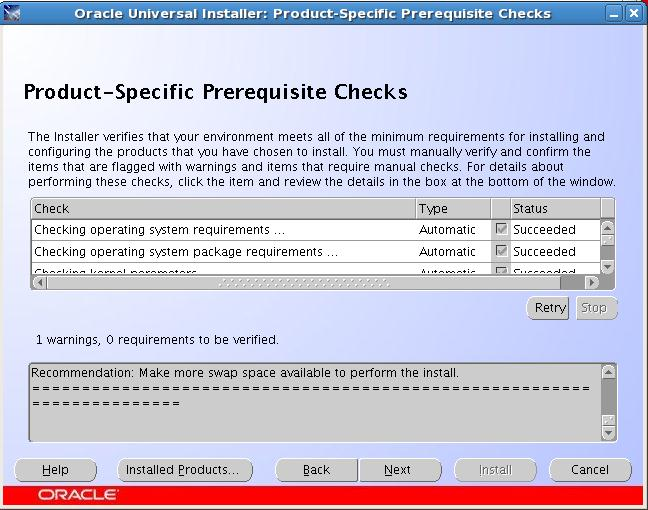 Oracle Universal Installer: Product-Specific Prerequisite Checks
Product-Specific Prerequisite Checks
The Installer verifies that your environment meets all of the minimum requirements for installing and
configuring the products that you have chosen to install. You must manually verify and confirm the
items that are flagged with warnings and items that require manual checks. For details about
performing these checks, click the item and review the details in the box at the bottom of the window.
Check Type Status
Checking operating system requirements ... Automatic Succeeded
Checking operating system package requirements ... Automatic Succeeded
Checking kernel parameters Automatic Succeeded
Retry Stop
1 warnings, 0 requirements to be verified.
Recommendation: Make more swap space available to perform the install.
========================================================
===============
Help Installed Products... Back Next Install Cancel
ORACLE